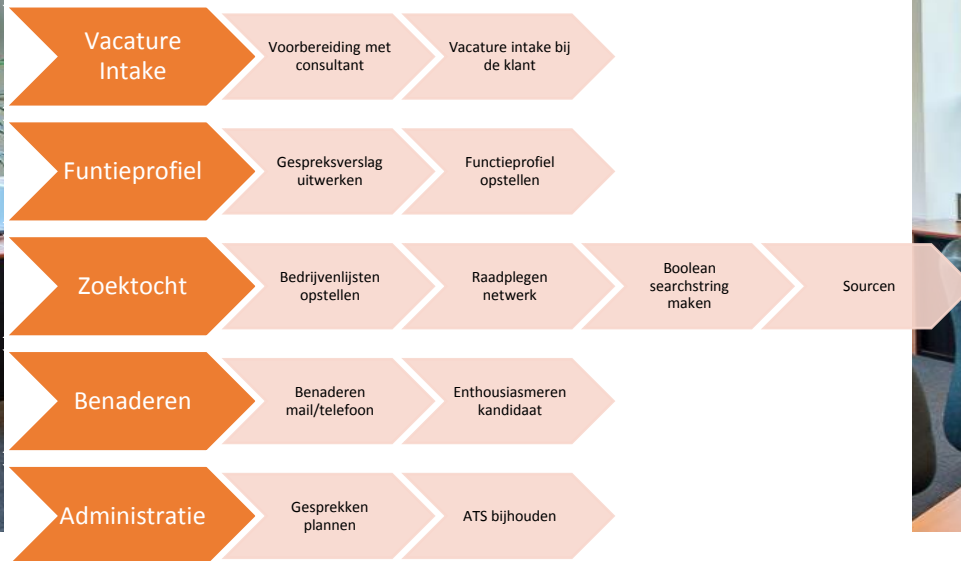 Vacature
Intake
Voorbereiding met
consultant
Vacature intake bij
de klant
Funtieprofiel
Gespreksverslag
uitwerken
Functieprofiel
opstellen
Zoektocht
Bedrijvenlijsten
opstellen
Raadplegen
netwerk
Boolean
searchstring
maken
Sourcen
Benaderen
Benaderen
mail/telefoon
Enthousiasmeren
kandidaat
Administratie
Gesprekken
plannen
ATS bijhouden